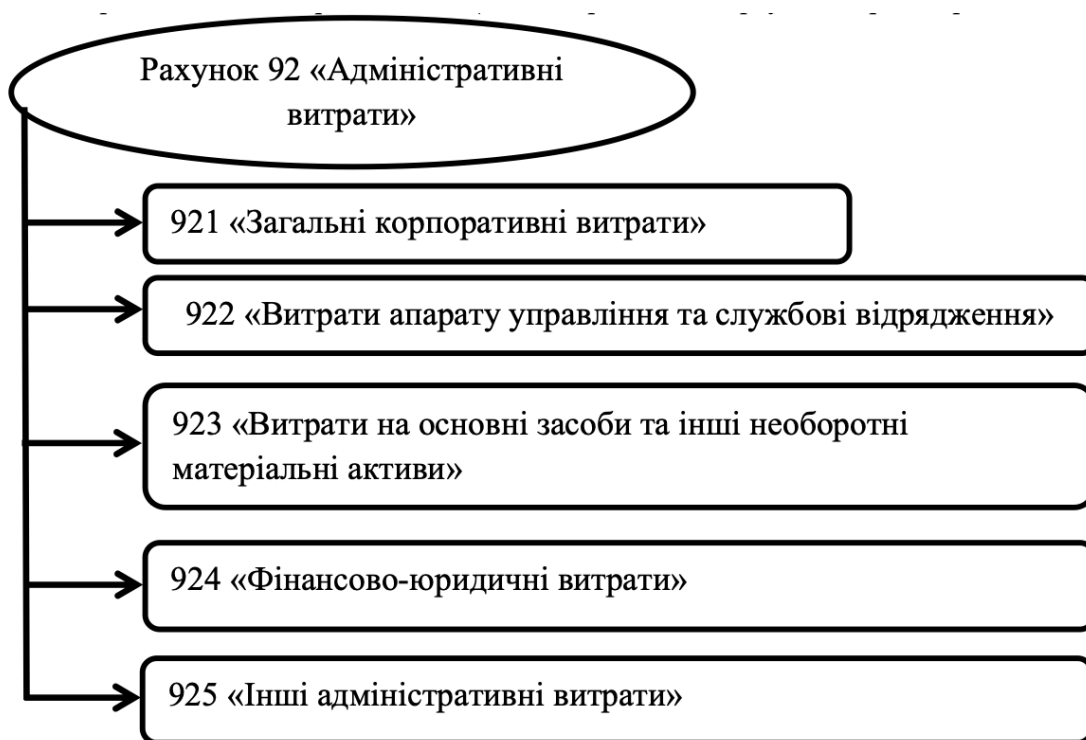 Рахунок 92 «Адміністративні
витрати»
921 «Загальні корпоративні витрати»
922 «Витрати апарату управління та службові відрядження»
923 «Витрати на основні засоби та інші необоротні
матеріальні активи»
924 «Фінансово-юридичні витрати»
925 «Інші адміністративні витрати»